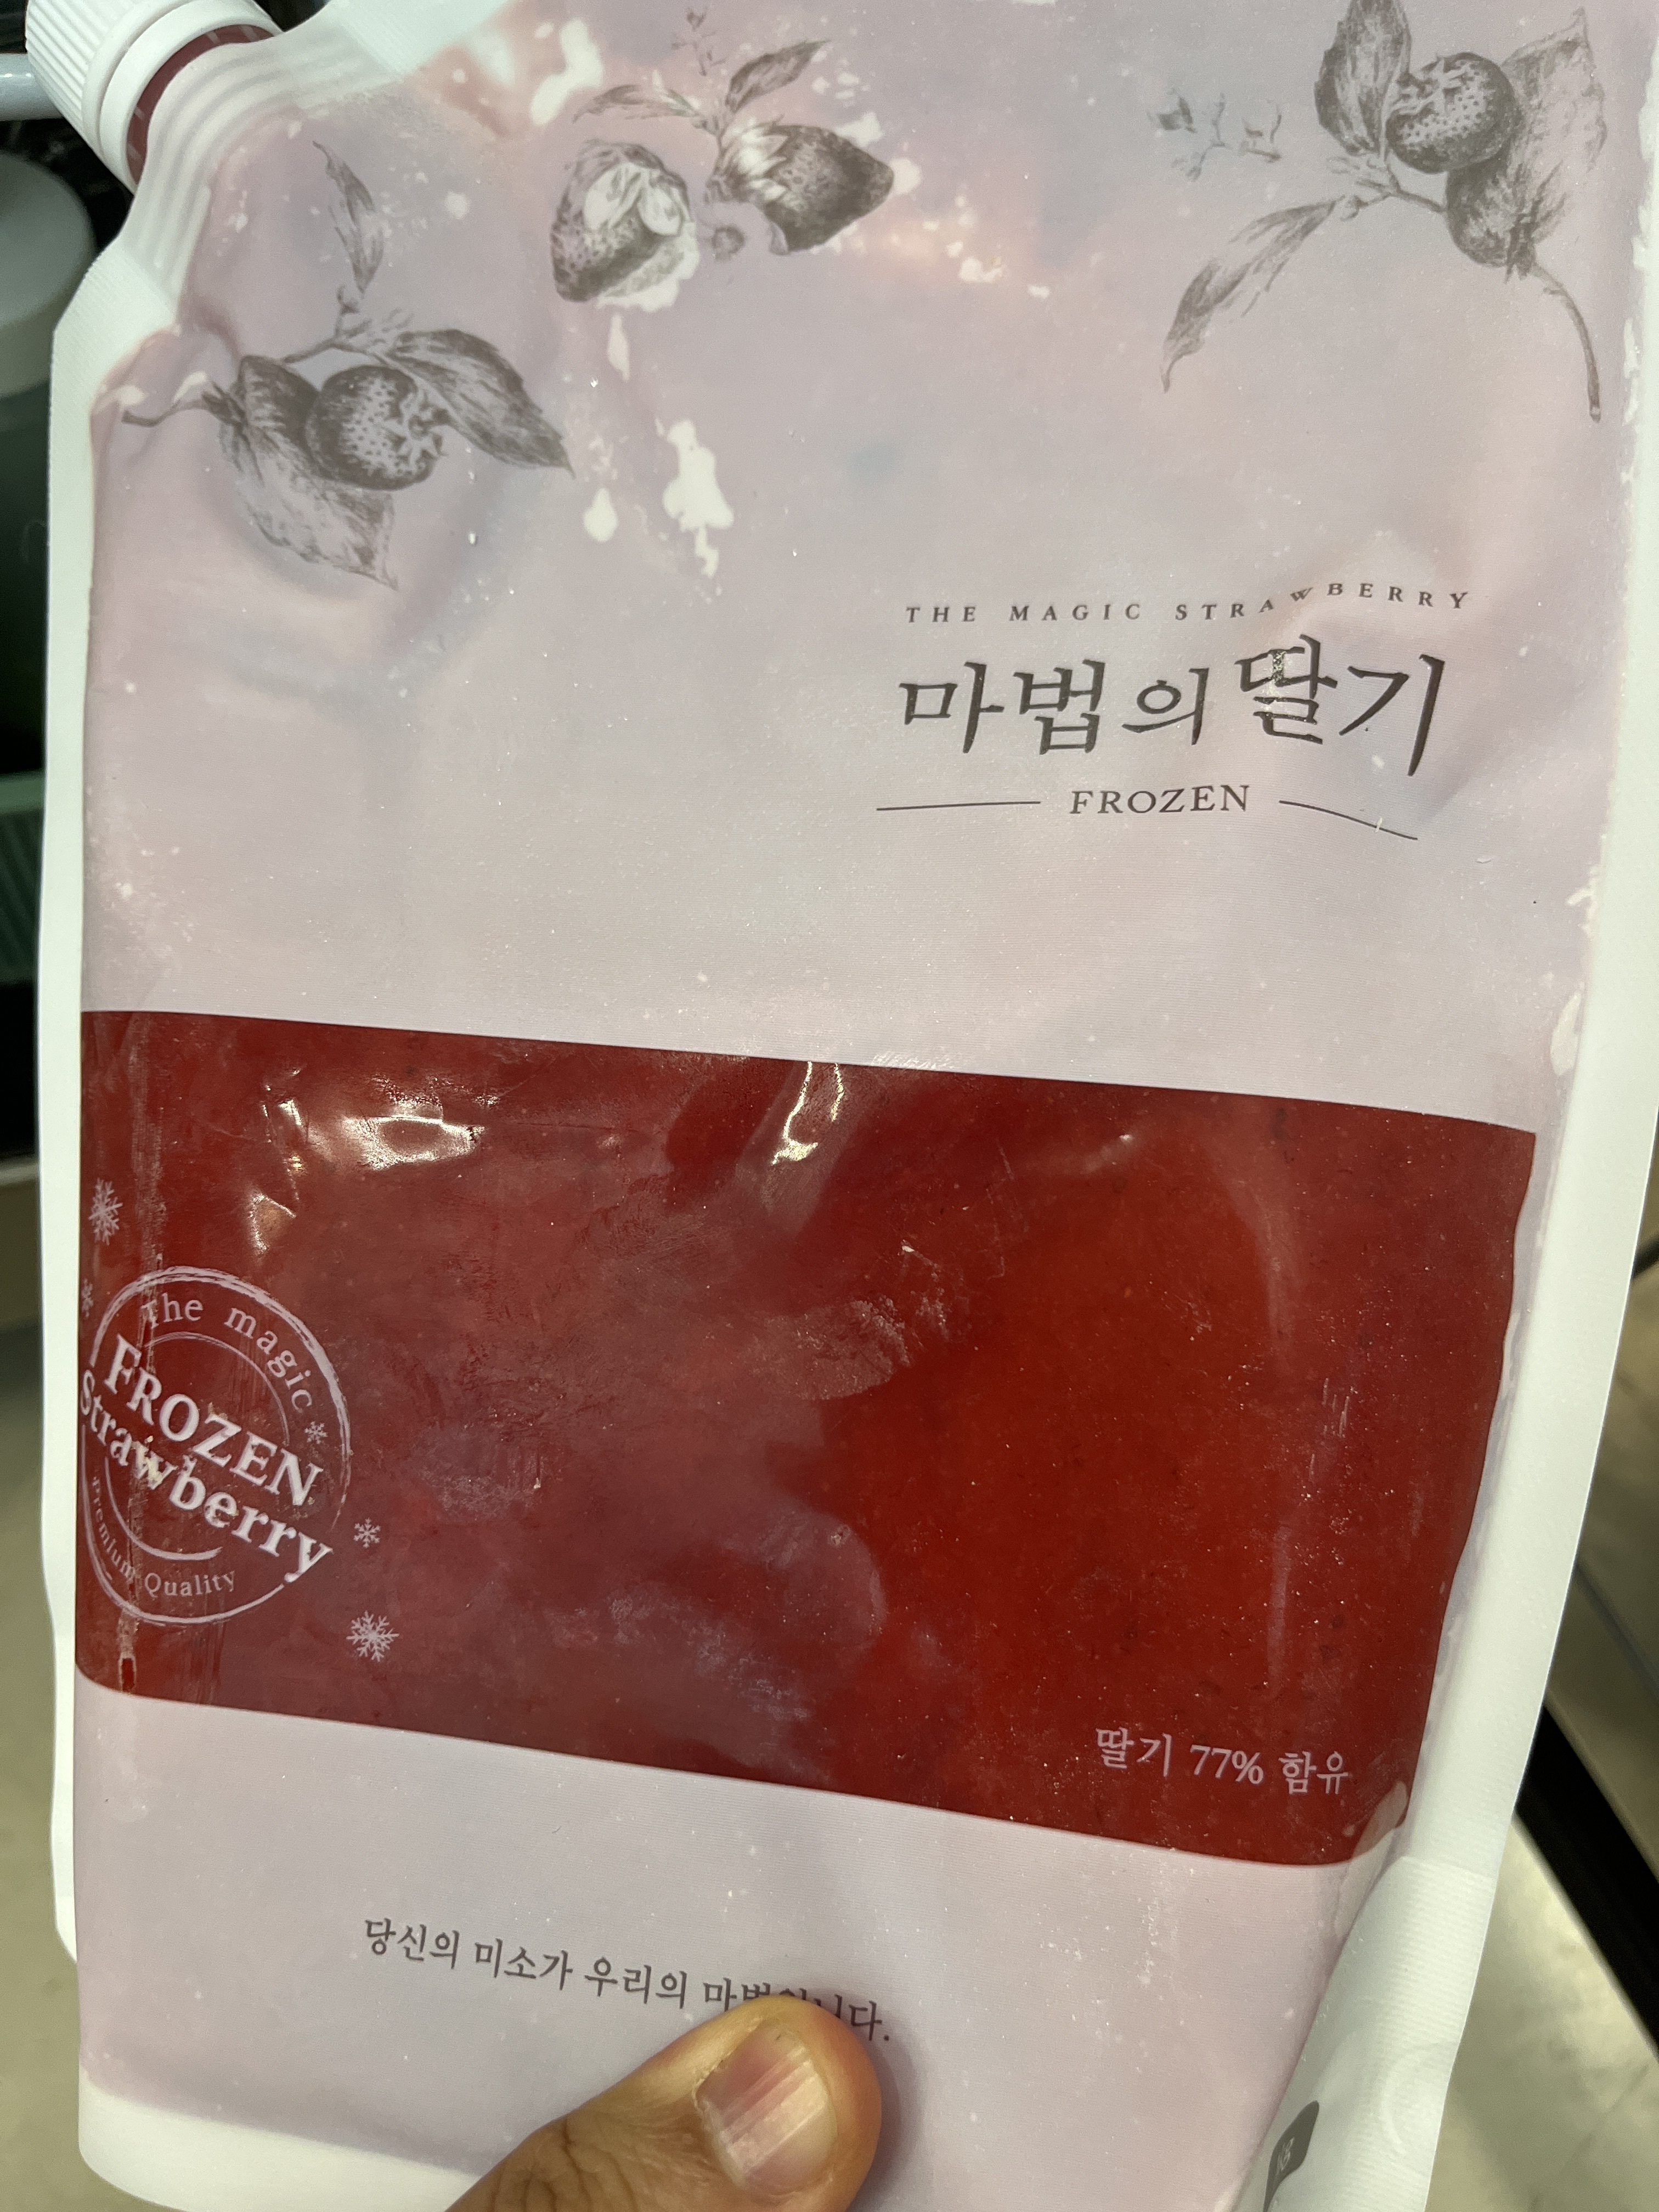 THE MAGIC STRAWBERRY
마법의 딸기
FROZEN
The magic
FROZEN
Strawberry
Premium Quality
딸기 77% 함유
당신의 미소가 우리의